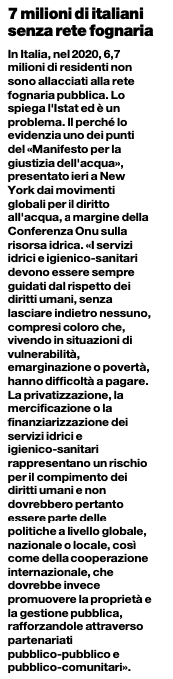 7 milioni di italiani
senza rete fognaria
In Italia, nel 2020, 6,7
milioni di residenti non
sono allacciati alla rete
fognaria pubblica. Lo
spiega l'Istat ed è un
problema. Il perché lo
evidenzia uno dei punti
del «Manifesto per la
giustizia dell'acqua»,
presentato ieri a New
York dai movimenti
globali per il diritto
all'acqua, a margine della
Conferenza Onu sulla
risorsa idrica. «I servizi
idrici e igienico-sanitari
devono essere sempre
guidati dal rispetto dei
diritti umani, senza
lasciare indietro nessuno,
compresi coloro che,
vivendo in situazioni di
vulnerabilità,
emarginazione o povertà,
hanno difficoltà a pagare.
La privatizzazione, la
mercificazione o la
finanziarizzazione dei
servizi idrici e
igienico-sanitari
rappresentano un rischio
per il compimento dei
diritti umani e non
dovrebbero pertanto
essere parte delle
politiche a livello globale,
nazionale o locale, così
come della cooperazione
internazionale, che
dovrebbe invece
promuovere la proprietà e
la gestione pubblica,
rafforzandole attraverso
partenariati
pubblico-pubblico e
pubblico-comunitari».